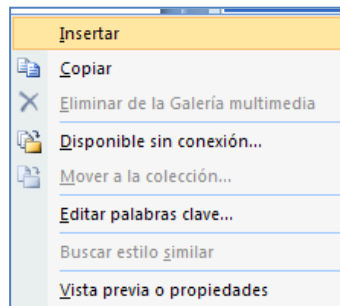 Insertar
Copiar
Eliminar de la Galería multimedia
Disponible sin conexión...
Mover a la colección...
Editar palabras clave...
Buscar estilo similar
Vista previa o propiedades